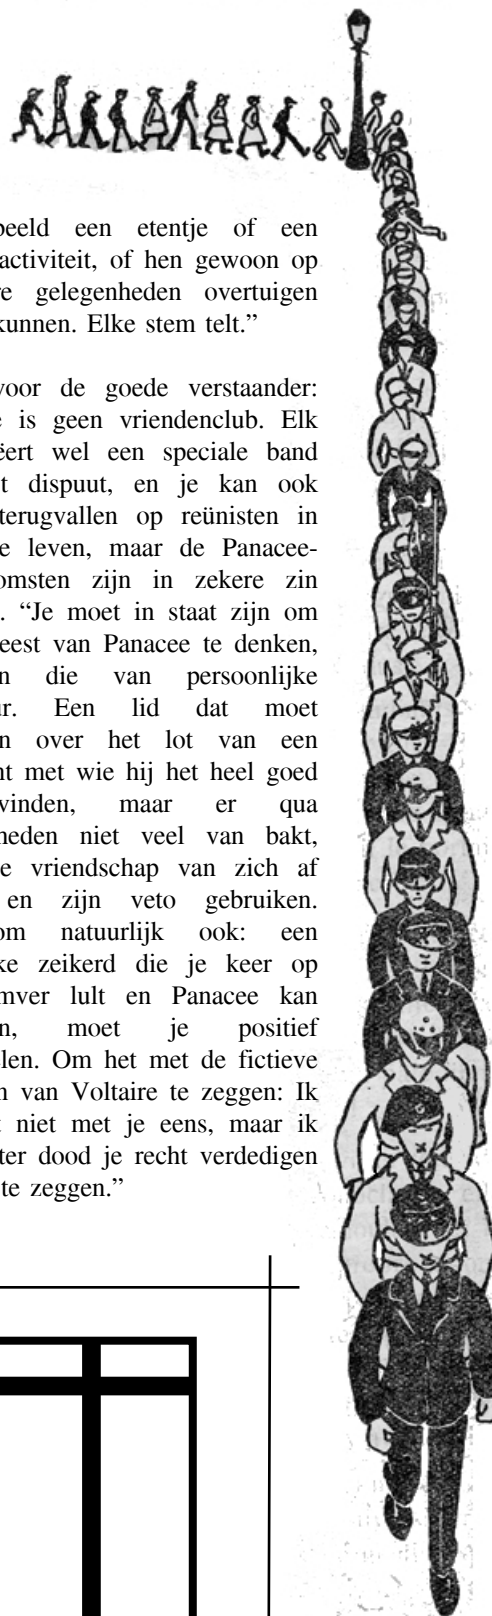 beeld een etentje of een
activiteit, of hen gewoon op
re gelegenheden overtuigen
kunnen. Elke stem telt.”
voor de goede verstaander:
e is geen vriendenclub. Elk
ëert wel een speciale band
t dispuut, en je kan ook
terugvallen op reünisten in
e leven, maar de Panacee-
omsten zijn in zekere zin
. “Je moet in staat zijn om
eest van Panacee te denken,
n die van persoonlijke
ur. Een lid dat moet
n over het lot van een
nt met wie hij het heel goed
vinden, maar er qua
heden niet veel van bakt,
e vriendschap van zich af
en zijn veto gebruiken.
om natuurlijk ook: een
ke zeikerd die je keer op
mver lult en Panacee kan
n, moet je positief
len. Om het met de fictieve
n van Voltaire te zeggen: Ik
t niet met je eens, maar ik
ter dood je recht verdedigen
te zeggen.”